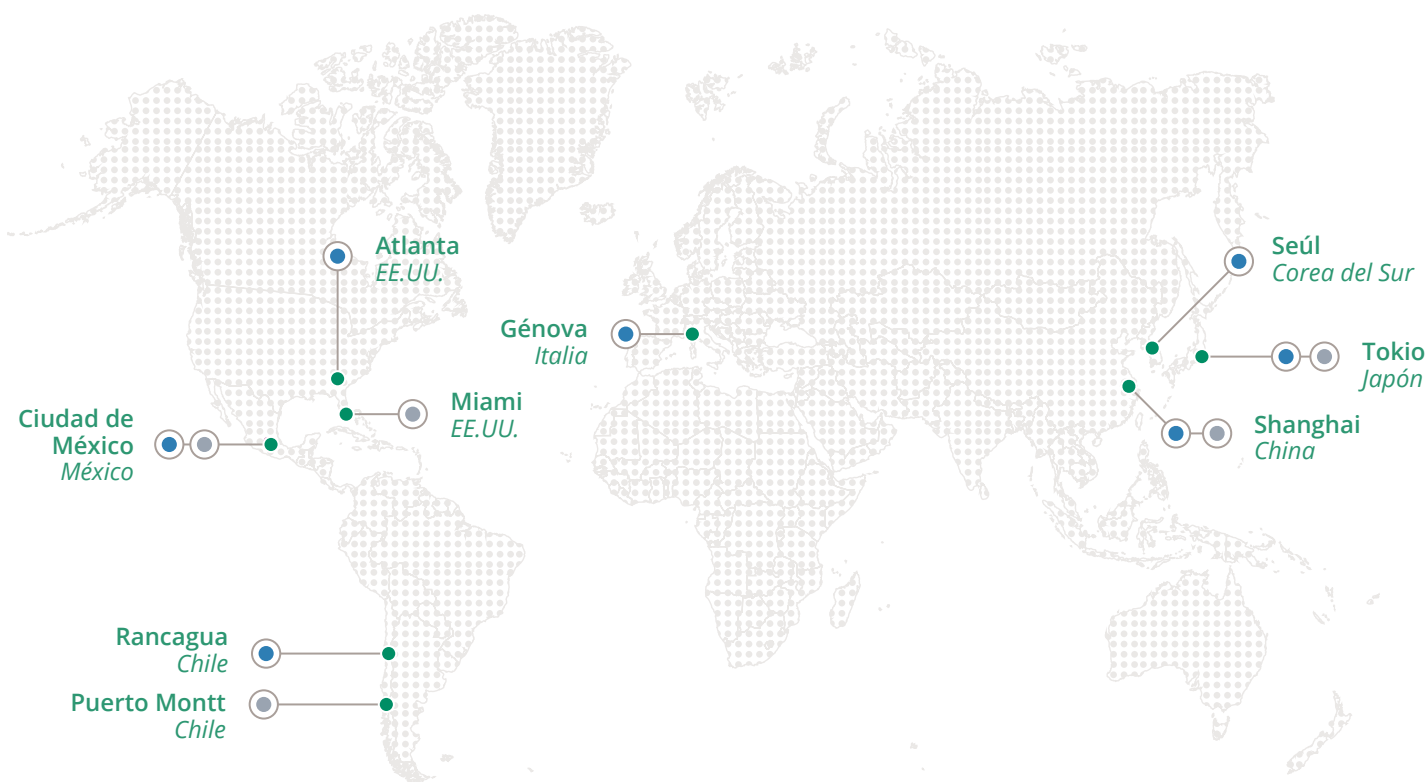 Atlanta
EE.UU.
Seúl
Corea del Sur
Génova
Italia
Tokio
Japón
Miami
EE.UU.
Ciudad de
México
México
Shanghai
China
Rancagua
Chile
Puerto Montt
Chile